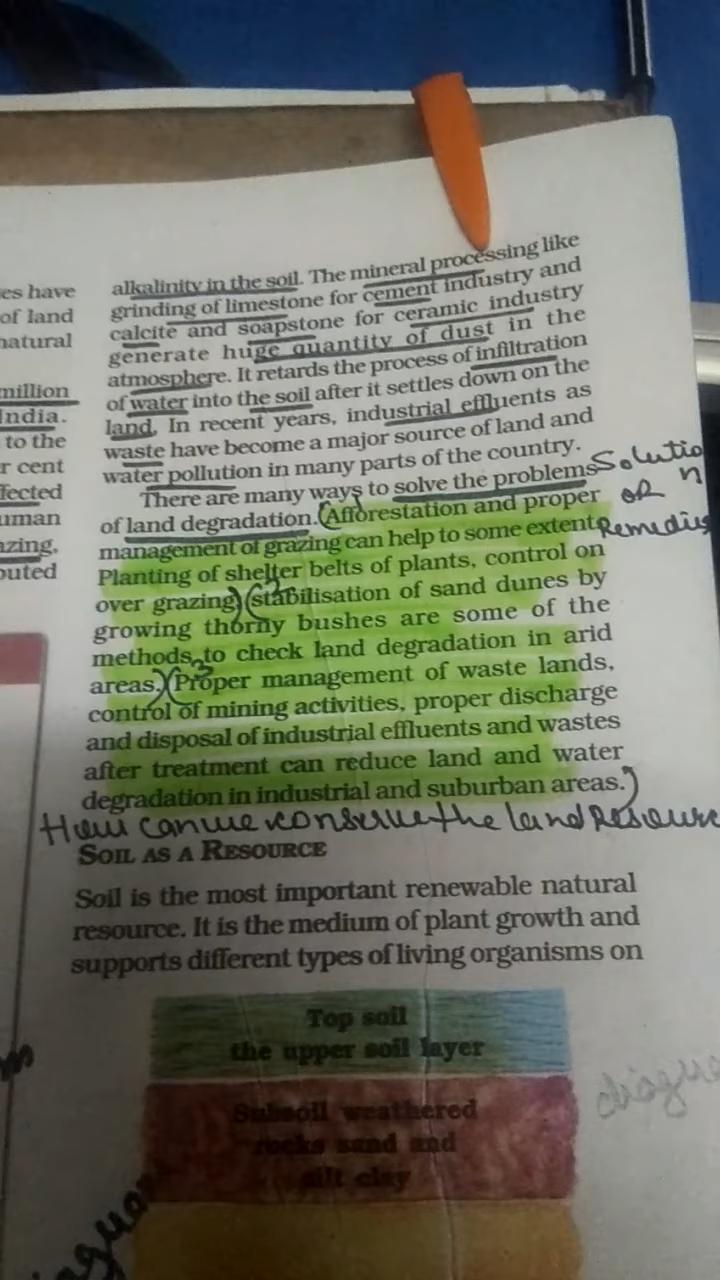 es have
of land
natural
million
India.
to the
r cent
fected
uman
azing,
buted
alkalinity in the soil. The mineral processing like
grinding of limestone for cement industry and
calcite and soapstone for ceramic industry
generate huge quantity of dust in the
atmosphere. It retards the process of infiltration
of water into the soil after it settles down on the
land. In recent years, industrial effluents as
waste have become a major source of land and
water pollution in many parts of the country.
There are many ways to solve the problems
of land degradation. Afforestation and proper
management of grazing can help to some extent.
Planting of shelter belts of plants, control on
over grazing, stabilisation of sand dunes by
growing thorny bushes are some of the
methods to check land degradation in arid
areas. Proper management of waste lands,
control of mining activities, proper discharge
and disposal of industrial effluents and wastes
after treatment can reduce land and water
degradation in industrial and suburban areas.
Solution
OR
Remedies
How can we conserve the land Resource
SOIL AS A RESOURCE
Soil is the most important renewable natural
resource. It is the medium of plant growth and
supports different types of living organisms on
Top soil
the upper soil layer
Subsoil weathered
rocks sand and
silt clay